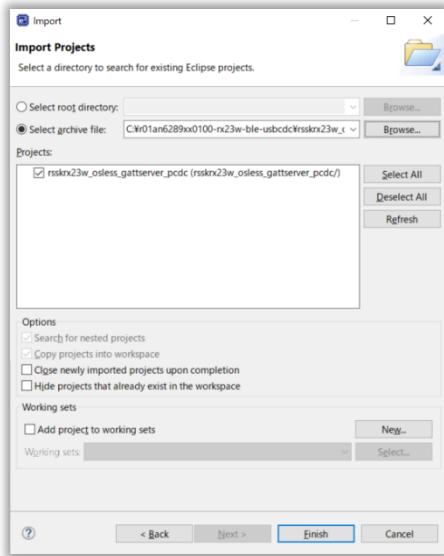 Import
Import Projects
Select a directory to search for existing Eclipse projects.
Select root directory:
Browse...
Select archive file:
C:¥r01an6289xx0100-rx23w-ble-usbcdc¥rsskrx23w_c
Browse...
Projects:
rsskrx23w_osless_gattserver_pcdc (rsskrx23w_osless_gattserver_pcdc/)
Select All
Deselect All
Refresh
Options
Search for nested projects
Copy projects into workspace
Close newly imported projects upon completion
Hide projects that already exist in the workspace
Working sets
Add project to working sets
New...
Working sets:
Select...
?
< Back
Next >
Finish
Cancel